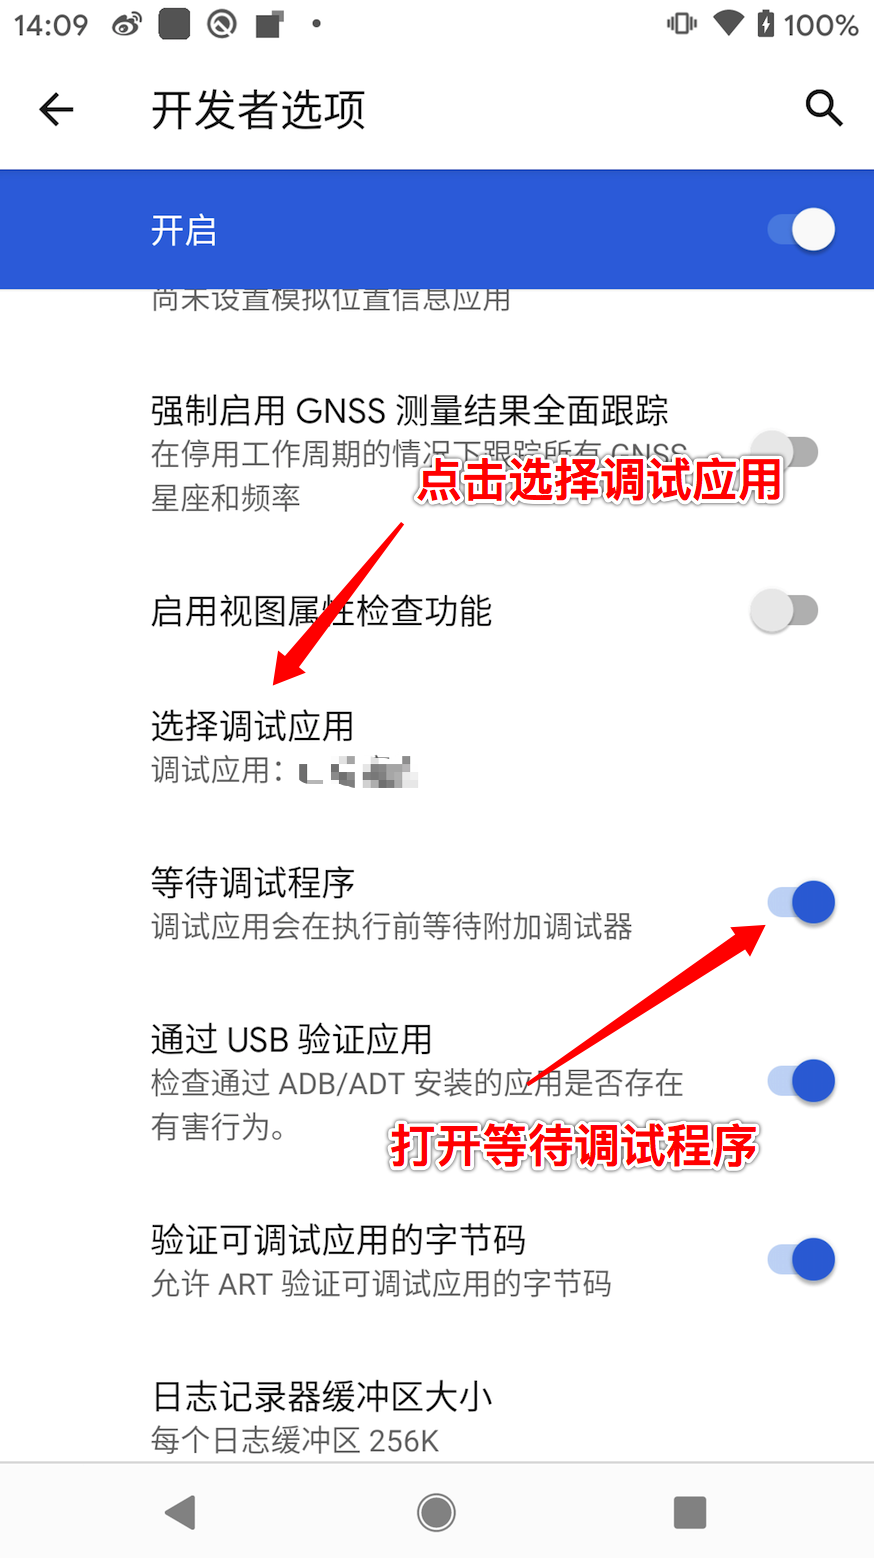 14:09
100%
开发者选项
开启
尚未设置模拟位置信息应用
强制启用 GNSS 测量结果全面跟踪
在停用工作周期的情况下跟踪所有 GNSS
星座和频率
点击选择调试应用
启用视图属性检查功能
选择调试应用
调试应用：
等待调试程序
调试应用会在执行前等待附加调试器
通过 USB 验证应用
检查通过 ADB/ADT 安装的应用是否存在
有害行为。
打开等待调试程序
验证可调试应用的字节码
允许 ART 验证可调试应用的字节码
日志记录器缓冲区大小
每个日志缓冲区 256K